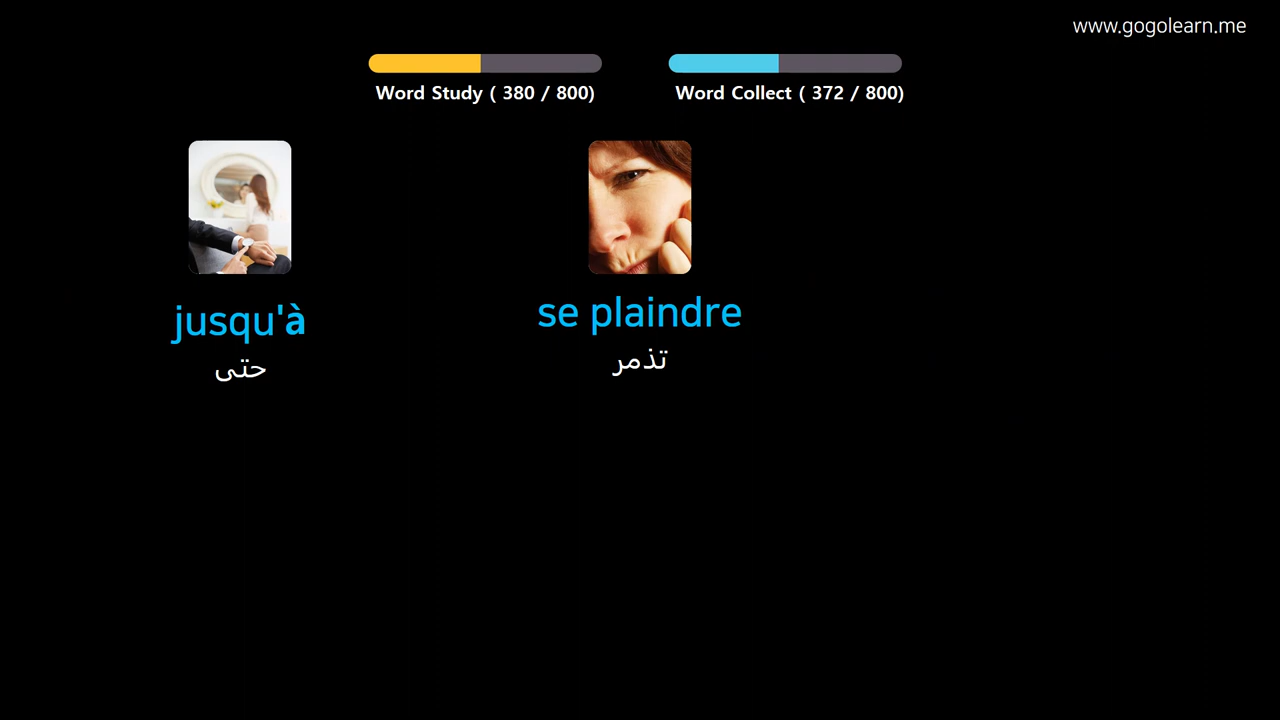 www.gogolearn.me
Word Study ( 380 / 800)
Word Collect ( 372 / 800)
jusqu'à
حتى
se plaindre
تذمر